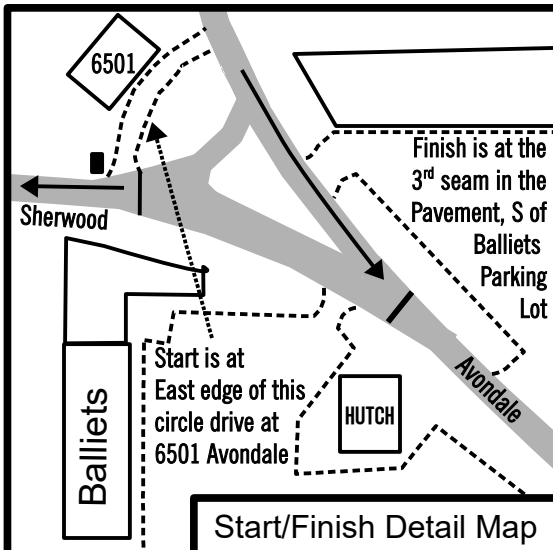 6501
Finish is at the
3rd seam in the
Pavement, S of
Balliets
Parking
Lot
Sherwood
Start is at
East edge of this
circle drive at
6501 Avondale
Balliets
HUTCH
Avondale
Start/Finish Detail Map